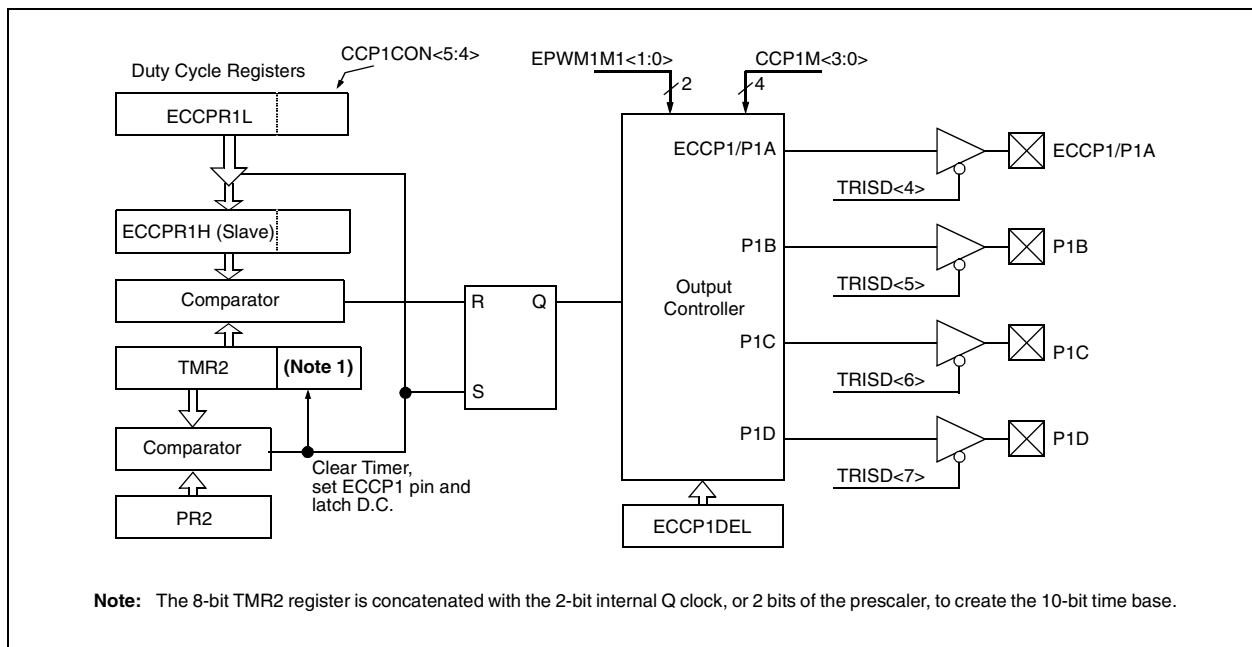 CCP1CON<5:4>
Duty Cycle Registers
ECCPR1L
ECCPR1H (Slave)
Comparator
TMR2
(Note 1)
Comparator
PR2
Clear Timer,
set ECCP1 pin and
latch D.C.
R
Q
S
EPWM1M1<1:0>
2
CCP1M<3:0>
4
Output
Controller
ECCP1/P1A
P1B
P1C
P1D
ECCP1DEL
TRISD<4>
ECCP1/P1A
TRISD<5>
P1B
TRISD<6>
P1C
TRISD<7>
P1D
Note: The 8-bit TMR2 register is concatenated with the 2-bit internal Q clock, or 2 bits of the prescaler, to create the 10-bit time base.